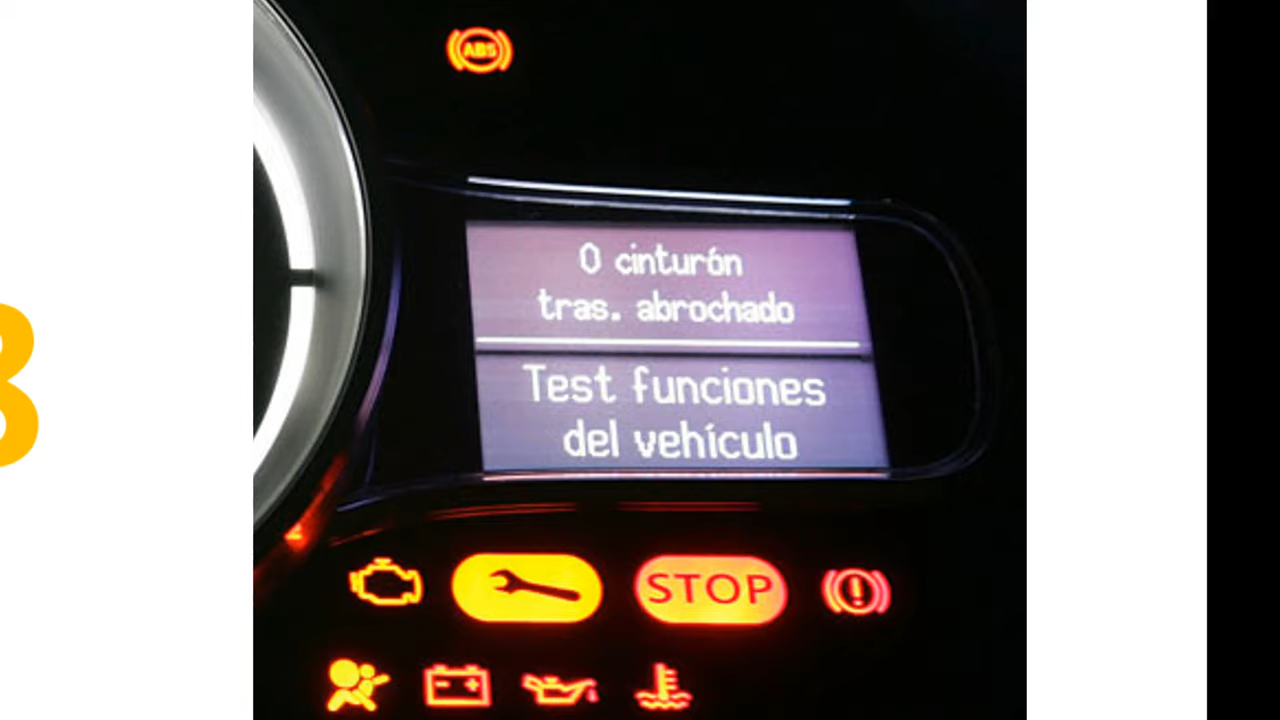 ABS
0 cinturón
tras. abrochado
Test funciones
del vehículo
STOP